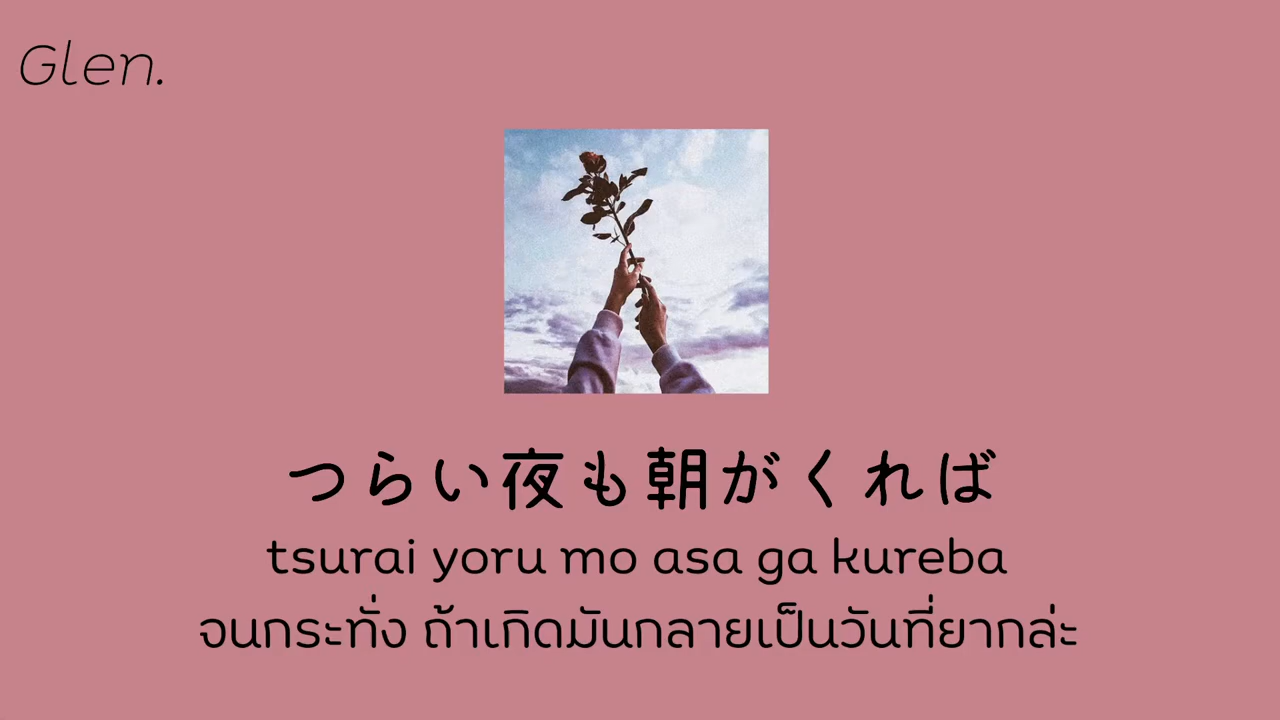 Glen.
つらい夜も朝がくれば
tsurai yoru mo asa ga kureba
จนกระทั่ง ถ้าเกิดมันกลายเป็นวันที่ยากล่ะ